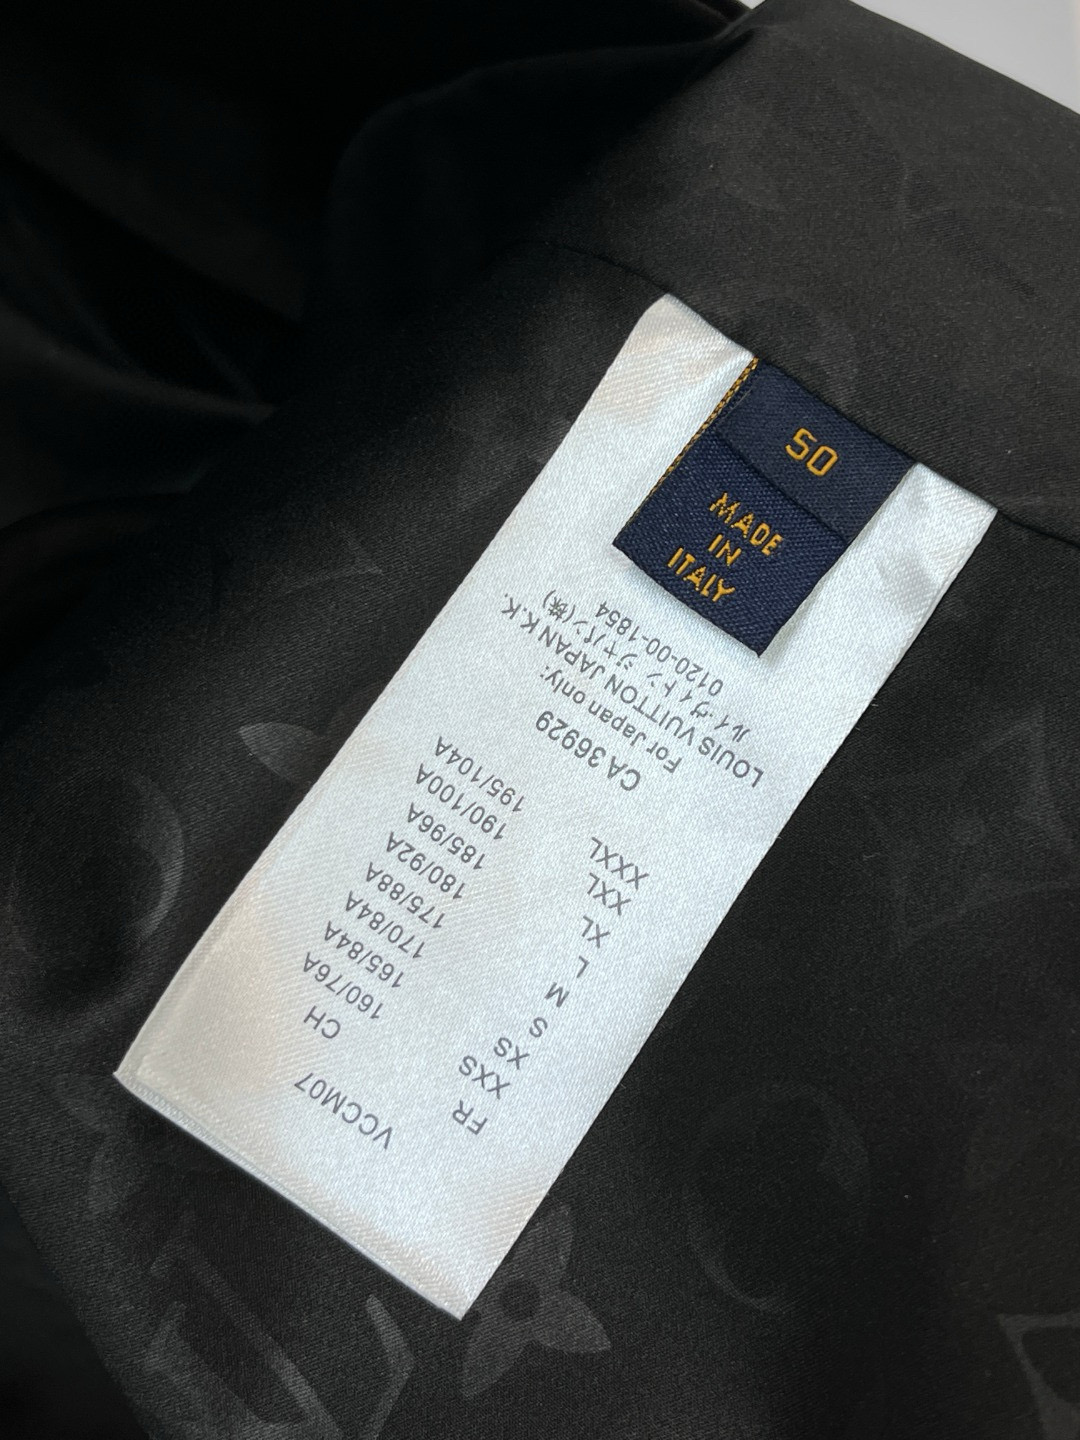 50
MADE
IN
ITALY
VCCM07
FR CH
XXS 160/76A
XS 165/84A
S 170/84A
M 175/88A
L 180/92A
XL 185/96A
XXL 190/100A
XXXL 195/104A
CA 36929
For Japan only:
LOUIS VUITTON JAPAN K.K.
ルイ・ヴィトン ジャパン(株)
0120-00-1854